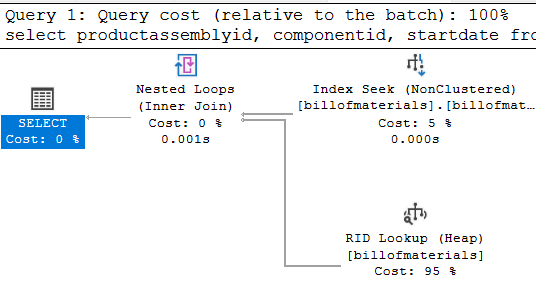 Query 1: Query cost (relative to the batch): 100%
select productassemblyid, componentid, startdate fro
Nested Loops
(Inner Join)
Cost: 0 %
0.001s
Index Seek (NonClustered)
[billofmaterials].[billofmat…
Cost: 5 %
0.000s
SELECT
Cost: 0 %
RID Lookup (Heap)
[billofmaterials]
Cost: 95 %